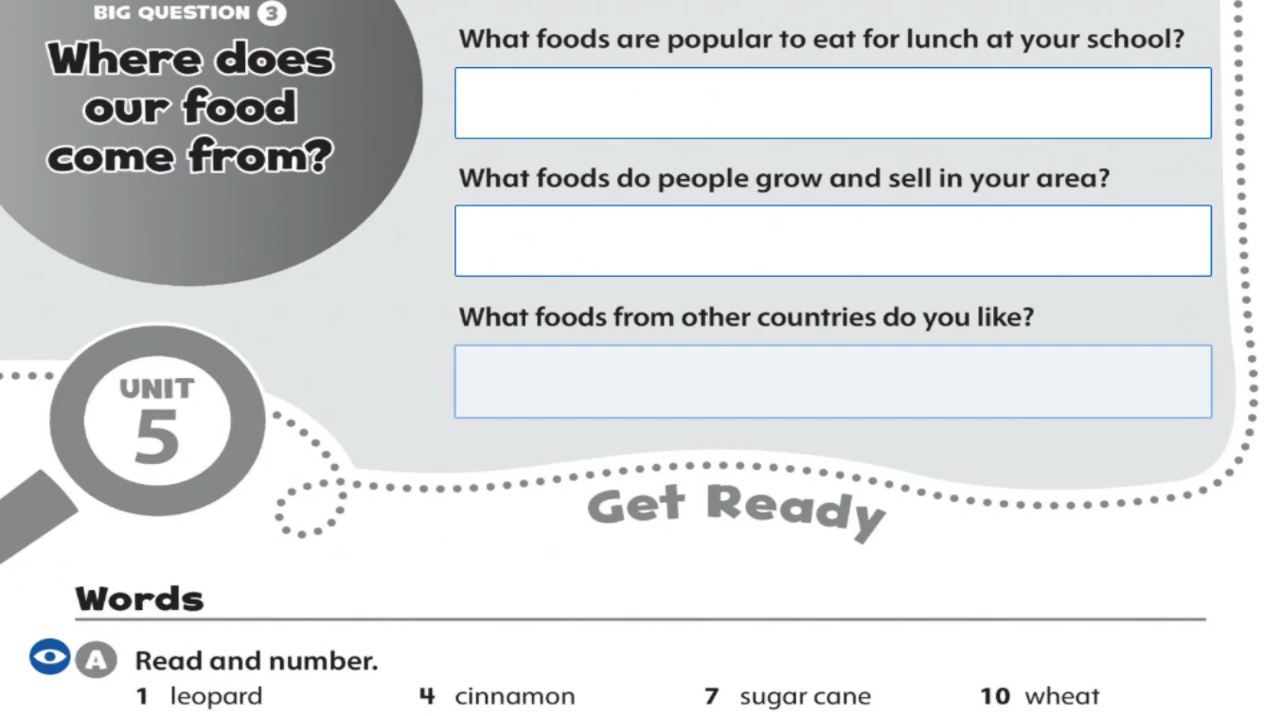 BIG QUESTION 3
Where does
our food
come from?
What foods are popular to eat for lunch at your school?
What foods do people grow and sell in your area?
What foods from other countries do you like?
UNIT
5
Get Ready
Words
A Read and number.
1 leopard 4 cinnamon 7 sugar cane 10 wheat